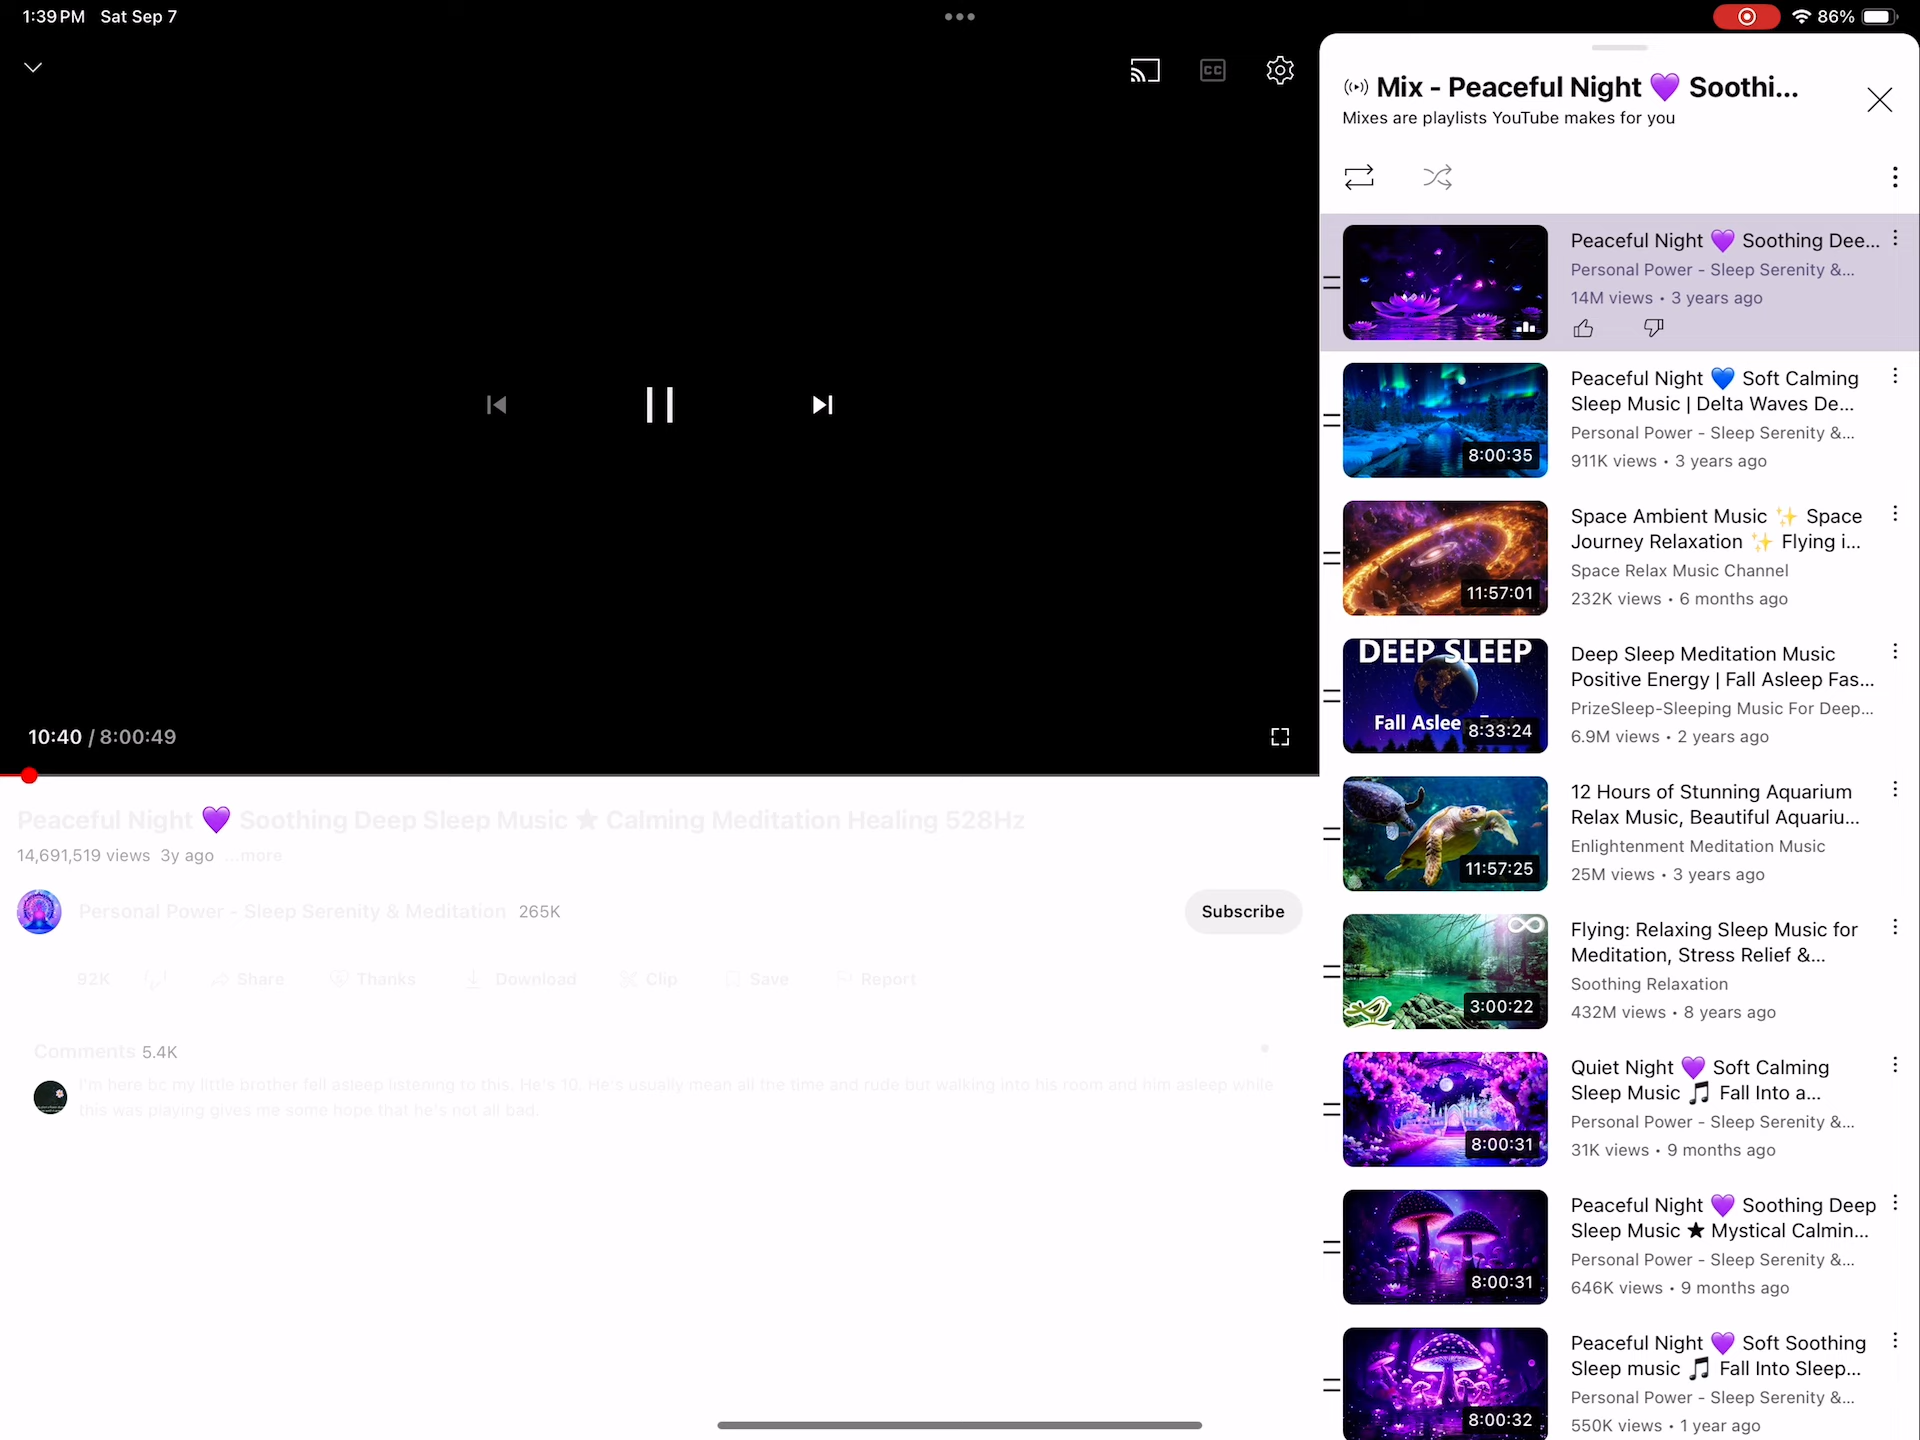 1:39 PM Sat Sep 7
86%
CC
10:40 / 8:00:49
Peaceful Night 💜 Soothing Deep Sleep Music ★ Calming Meditation Healing 528Hz
14,691,519 views 3y ago ...more
Personal Power - Sleep Serenity & Meditation 265K
Subscribe
92K Share Thanks Download Clip Save Report
Comments 5.4K
I'm here bc my little brother fell asleep listening to this. He's 10. He's usually mean all the time and rude but walking into his room and him asleep while
this was playing gives me some hope that he's not all bad.
Mix - Peaceful Night 💜 Soothi...
Mixes are playlists YouTube makes for you
Peaceful Night 💜 Soothing Dee...
Personal Power - Sleep Serenity &...
14M views • 3 years ago
8:00:35
Peaceful Night 💙 Soft Calming
Sleep Music | Delta Waves De...
Personal Power - Sleep Serenity &...
911K views • 3 years ago
11:57:01
Space Ambient Music ✨ Space
Journey Relaxation ✨ Flying i...
Space Relax Music Channel
232K views • 6 months ago
DEEP SLEEP
Fall Aslee
8:33:24
Deep Sleep Meditation Music
Positive Energy | Fall Asleep Fas...
PrizeSleep-Sleeping Music For Deep...
6.9M views • 2 years ago
11:57:25
12 Hours of Stunning Aquarium
Relax Music, Beautiful Aquariu...
Enlightenment Meditation Music
25M views • 3 years ago
3:00:22
Flying: Relaxing Sleep Music for
Meditation, Stress Relief &...
Soothing Relaxation
432M views • 8 years ago
8:00:31
Quiet Night 💜 Soft Calming
Sleep Music 🎵 Fall Into a...
Personal Power - Sleep Serenity &...
31K views • 9 months ago
8:00:31
Peaceful Night 💜 Soothing Deep
Sleep Music ★ Mystical Calmin...
Personal Power - Sleep Serenity &...
646K views • 9 months ago
8:00:32
Peaceful Night 💜 Soft Soothing
Sleep music 🎵 Fall Into Sleep...
Personal Power - Sleep Serenity &...
550K views • 1 year ago